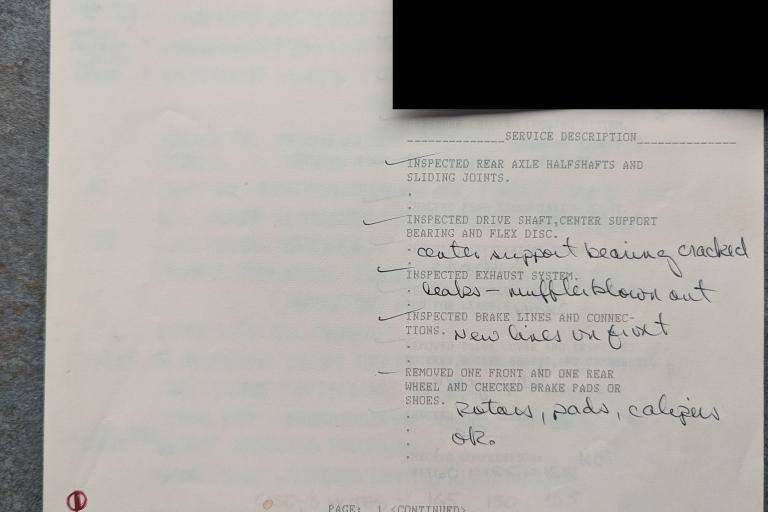 ______________SERVICE DESCRIPTION______________
INSPECTED REAR AXLE HALFSHAFTS AND
SLIDING JOINTS.
INSPECTED DRIVE SHAFT,CENTER SUPPORT
BEARING AND FLEX DISC.
center support bearing cracked
INSPECTED EXHAUST SYSTEM.
leaks - muffler blown out
INSPECTED BRAKE LINES AND CONNEC-
TIONS. New lines on front
REMOVED ONE FRONT AND ONE REAR
WHEEL AND CHECKED BRAKE PADS OR
SHOES. Rotors, pads, calipers
ok.
1
PAGE: 1 <CONTINUED>